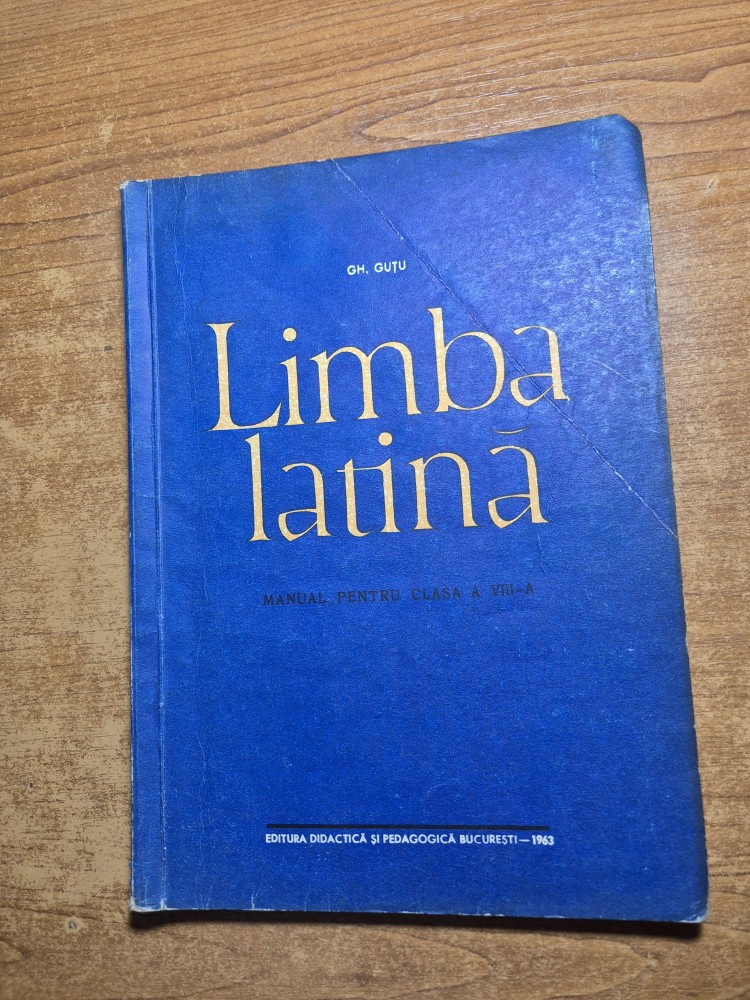 GH. GUȚU
Limba
latină
MANUAL PENTRU CLASA A VIII-A
EDITURA DIDACTICĂ ȘI PEDAGOGICĂ BUCUREȘTI — 1963